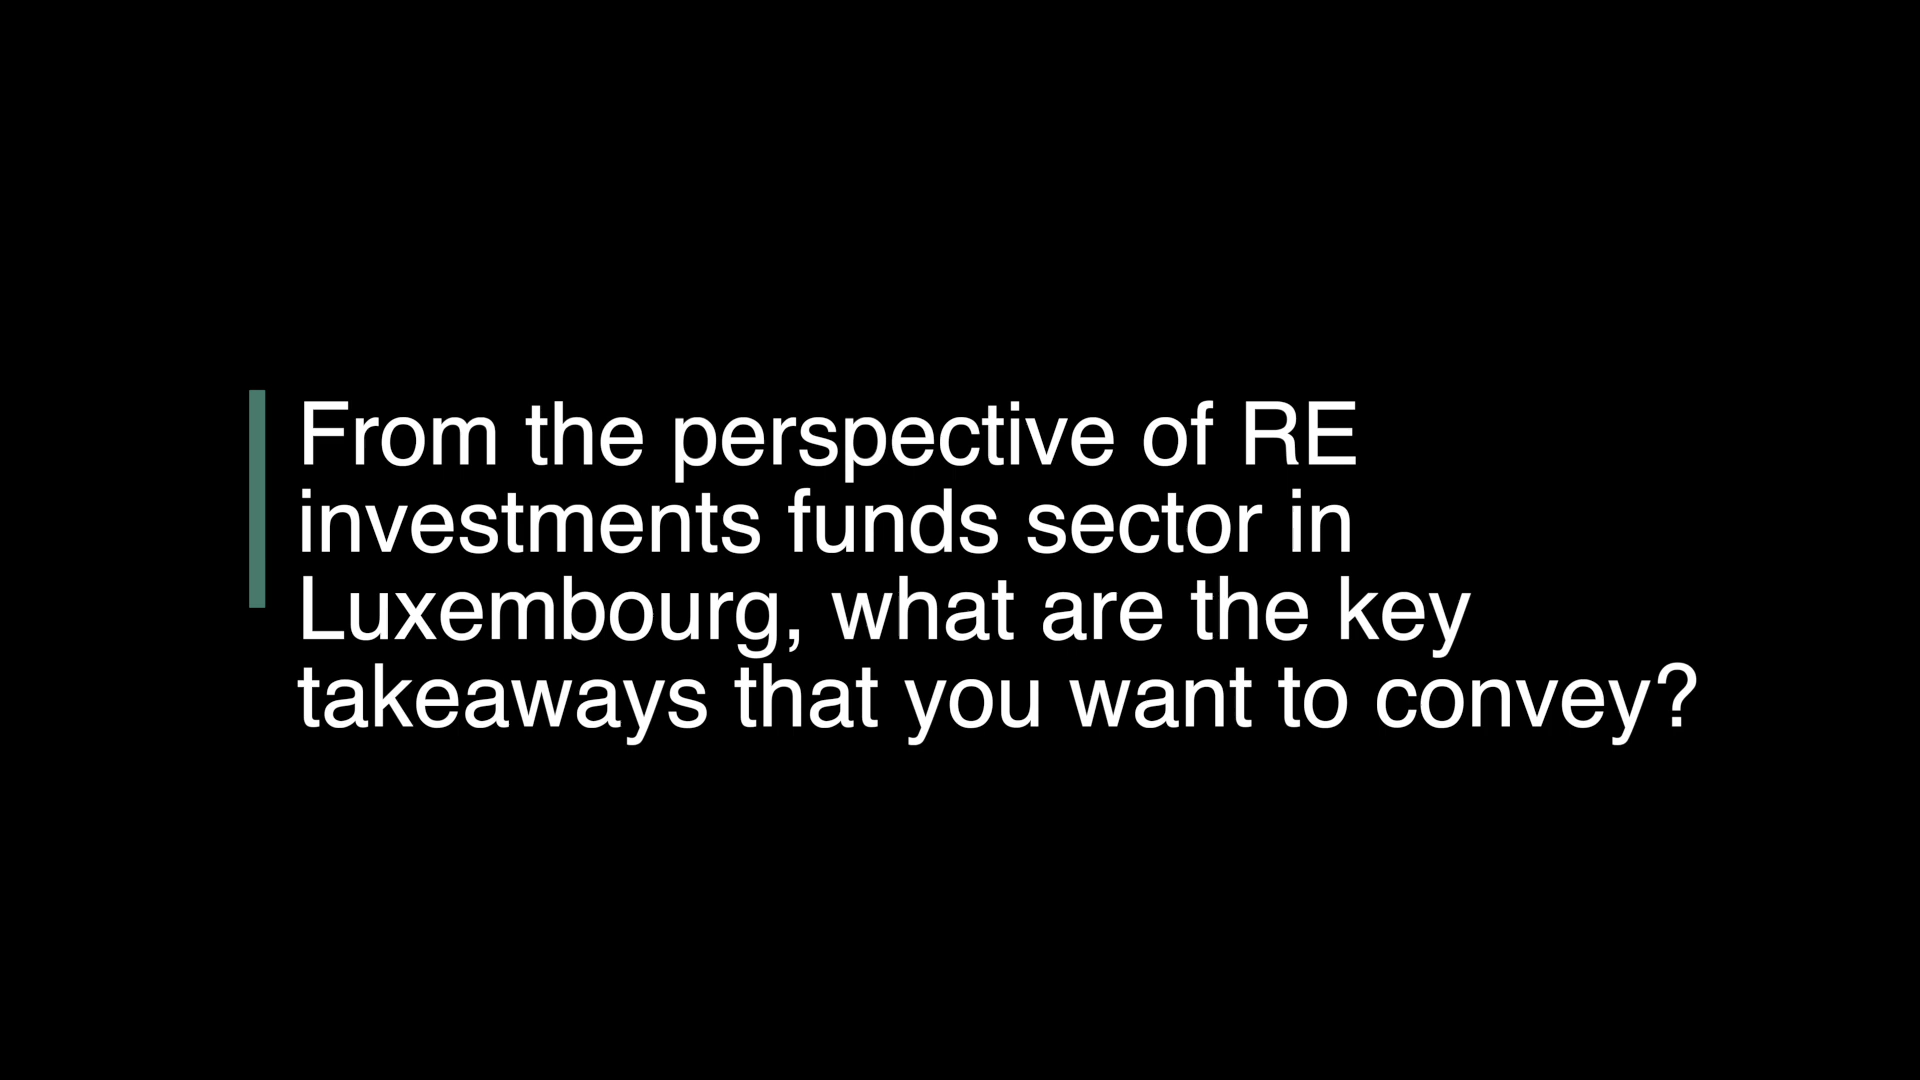 From the perspective of RE
investments funds sector in
Luxembourg, what are the key
takeaways that you want to convey?